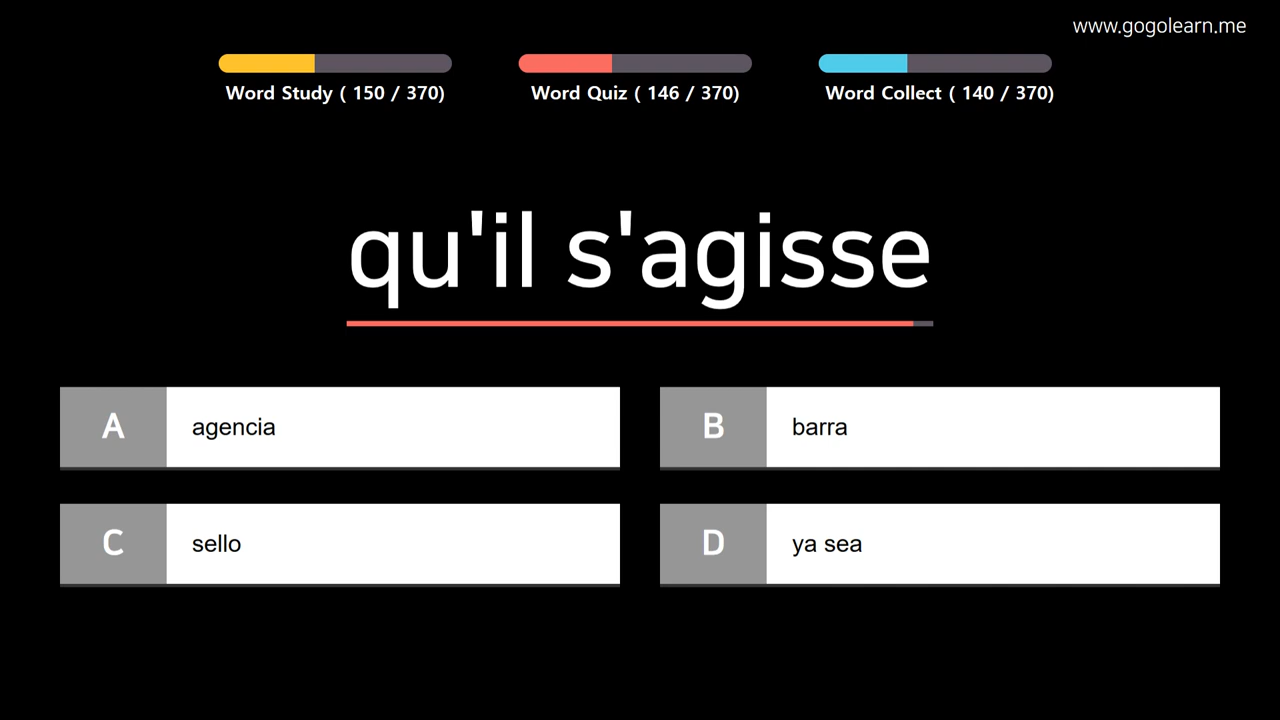 www.gogolearn.me
Word Study ( 150 / 370)
Word Quiz ( 146 / 370)
Word Collect ( 140 / 370)
qu'il s'agisse
A agencia
B barra
C sello
D ya sea